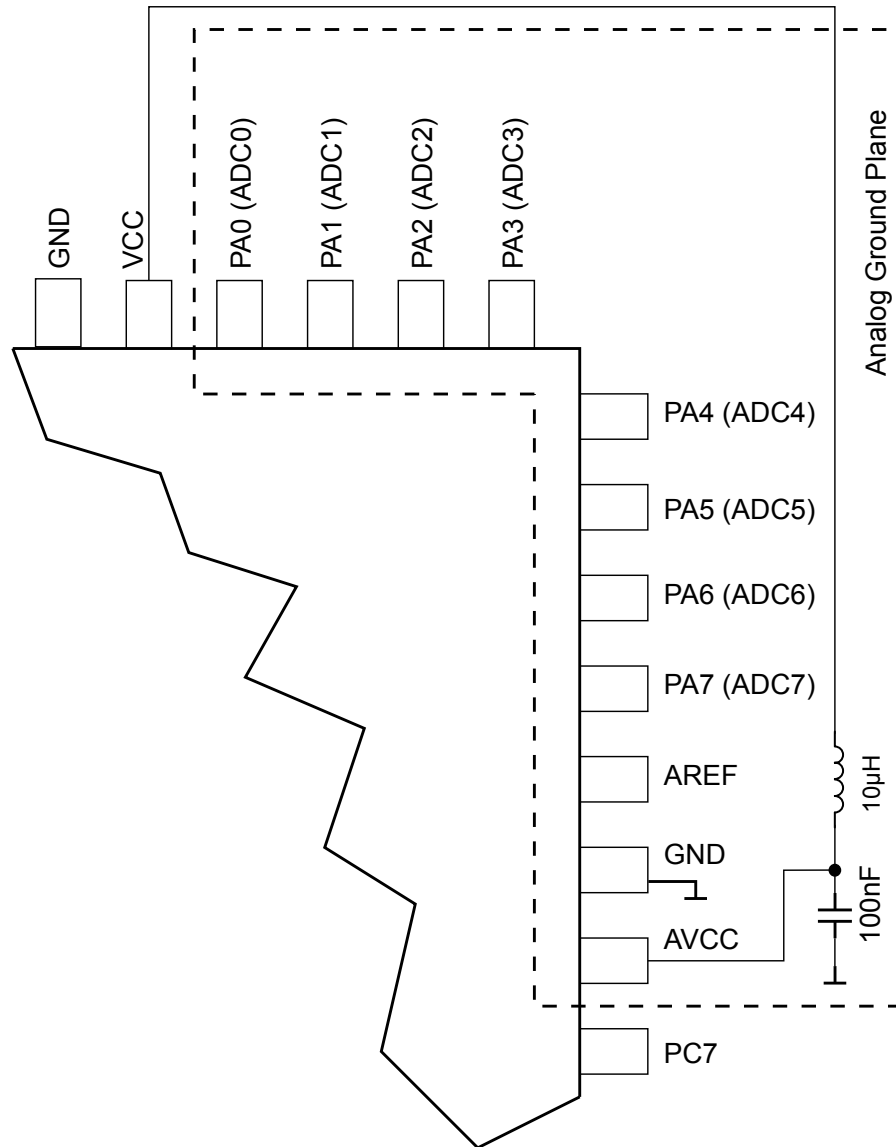 GND
VCC
PA0 (ADC0)
PA1 (ADC1)
PA2 (ADC2)
PA3 (ADC3)
Analog Ground Plane
PA4 (ADC4)
PA5 (ADC5)
PA6 (ADC6)
PA7 (ADC7)
AREF
10µH
GND
AVCC
100nF
PC7